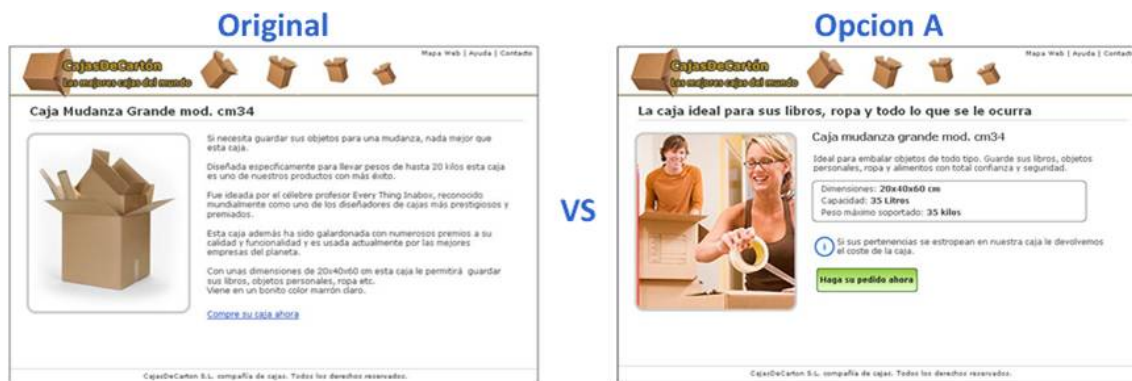 Original
Mapa Web | Ayuda | Contacto
CajasDeCartón
Las mejores cajas del mundo
Caja Mudanza Grande mod. cm34
Si necesita guardar sus objetos para una mudanza, nada mejor que
esta caja.
Diseñada especificamente para llevar pesos de hasta 20 kilos esta caja
es uno de nuestros productos con más éxito.
Fue ideada por el célebre profesor Every Thing Inabox, reconocido
mundialmente como uno de los diseñadores de cajas más prestigiosos y
premiados.
Esta caja además ha sido galardonada con numerosos premios a su
calidad y funcionalidad y es usada actualmente por las mejores
empresas del planeta.
Con unas dimensiones de 20x40x60 cm esta caja le permitirá guardar
sus libros, objetos personales, ropa etc.
Viene en un bonito color marrón claro.
Compre su caja ahora
CajasDeCarton S.L. compañía de cajas. Todos los derechos reservados.
VS
Opcion A
Mapa Web | Ayuda | Contacto
CajasDeCartón
Las mejores cajas del mundo
La caja ideal para sus libros, ropa y todo lo que se le ocurra
Caja mudanza grande mod. cm34
Ideal para embalar objetos de todo tipo. Guarde sus libros, objetos
personales, ropa y alimentos con total confianza y seguridad.
Dimensiones: 20x40x60 cm
Capacidad: 35 Litros
Peso máximo soportado: 35 kilos
Si sus pertenencias se estropean en nuestra caja le devolvemos
el coste de la caja.
Haga su pedido ahora
CajasDeCarton S.L. compañía de cajas. Todos los derechos reservados.